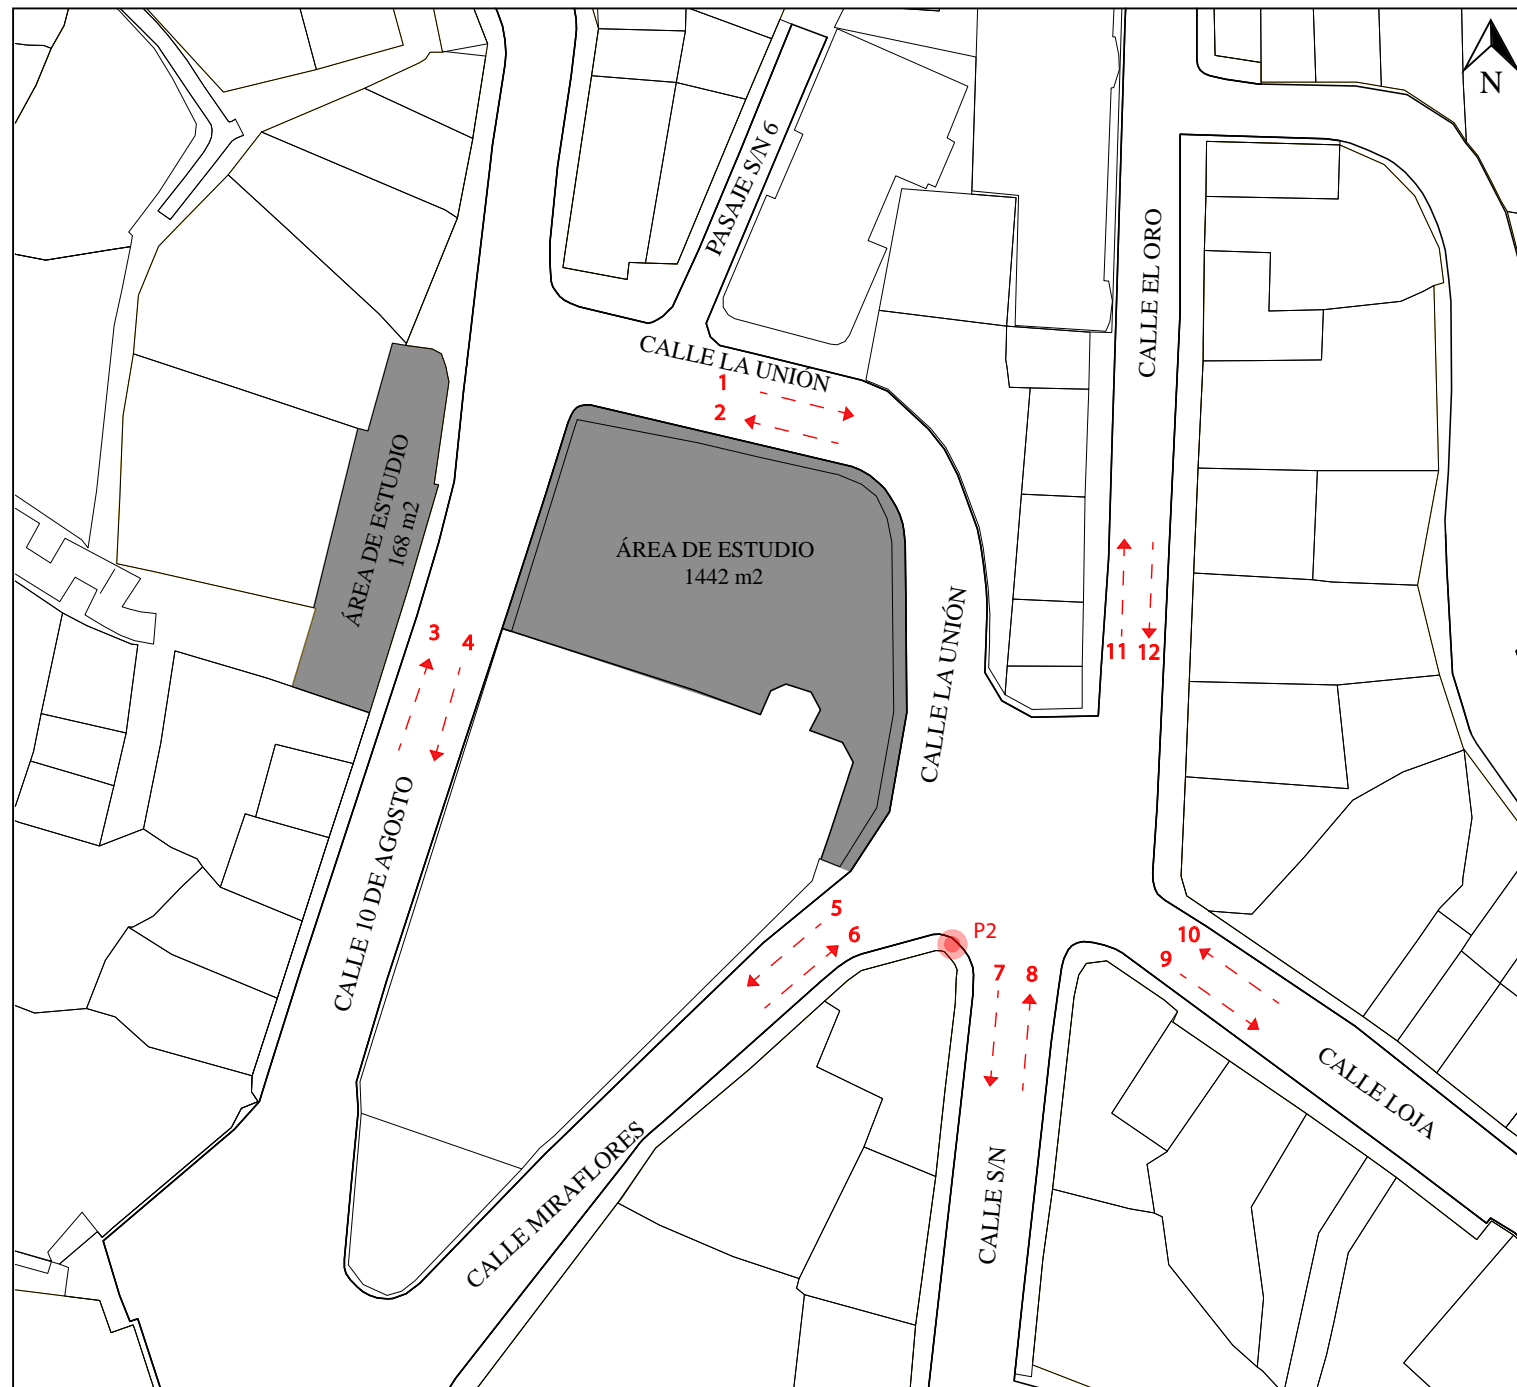 N
PASAJE S/N 6
CALLE EL ORO
CALLE LA UNIÓN
1
2
ÁREA DE ESTUDIO
168 m2
ÁREA DE ESTUDIO
1442 m2
3
4
CALLE LA UNIÓN
11
12
CALLE 10 DE AGOSTO
5
6
P2
7
8
9
10
CALLE MIRAFLORES
CALLE S/N
CALLE LOJA